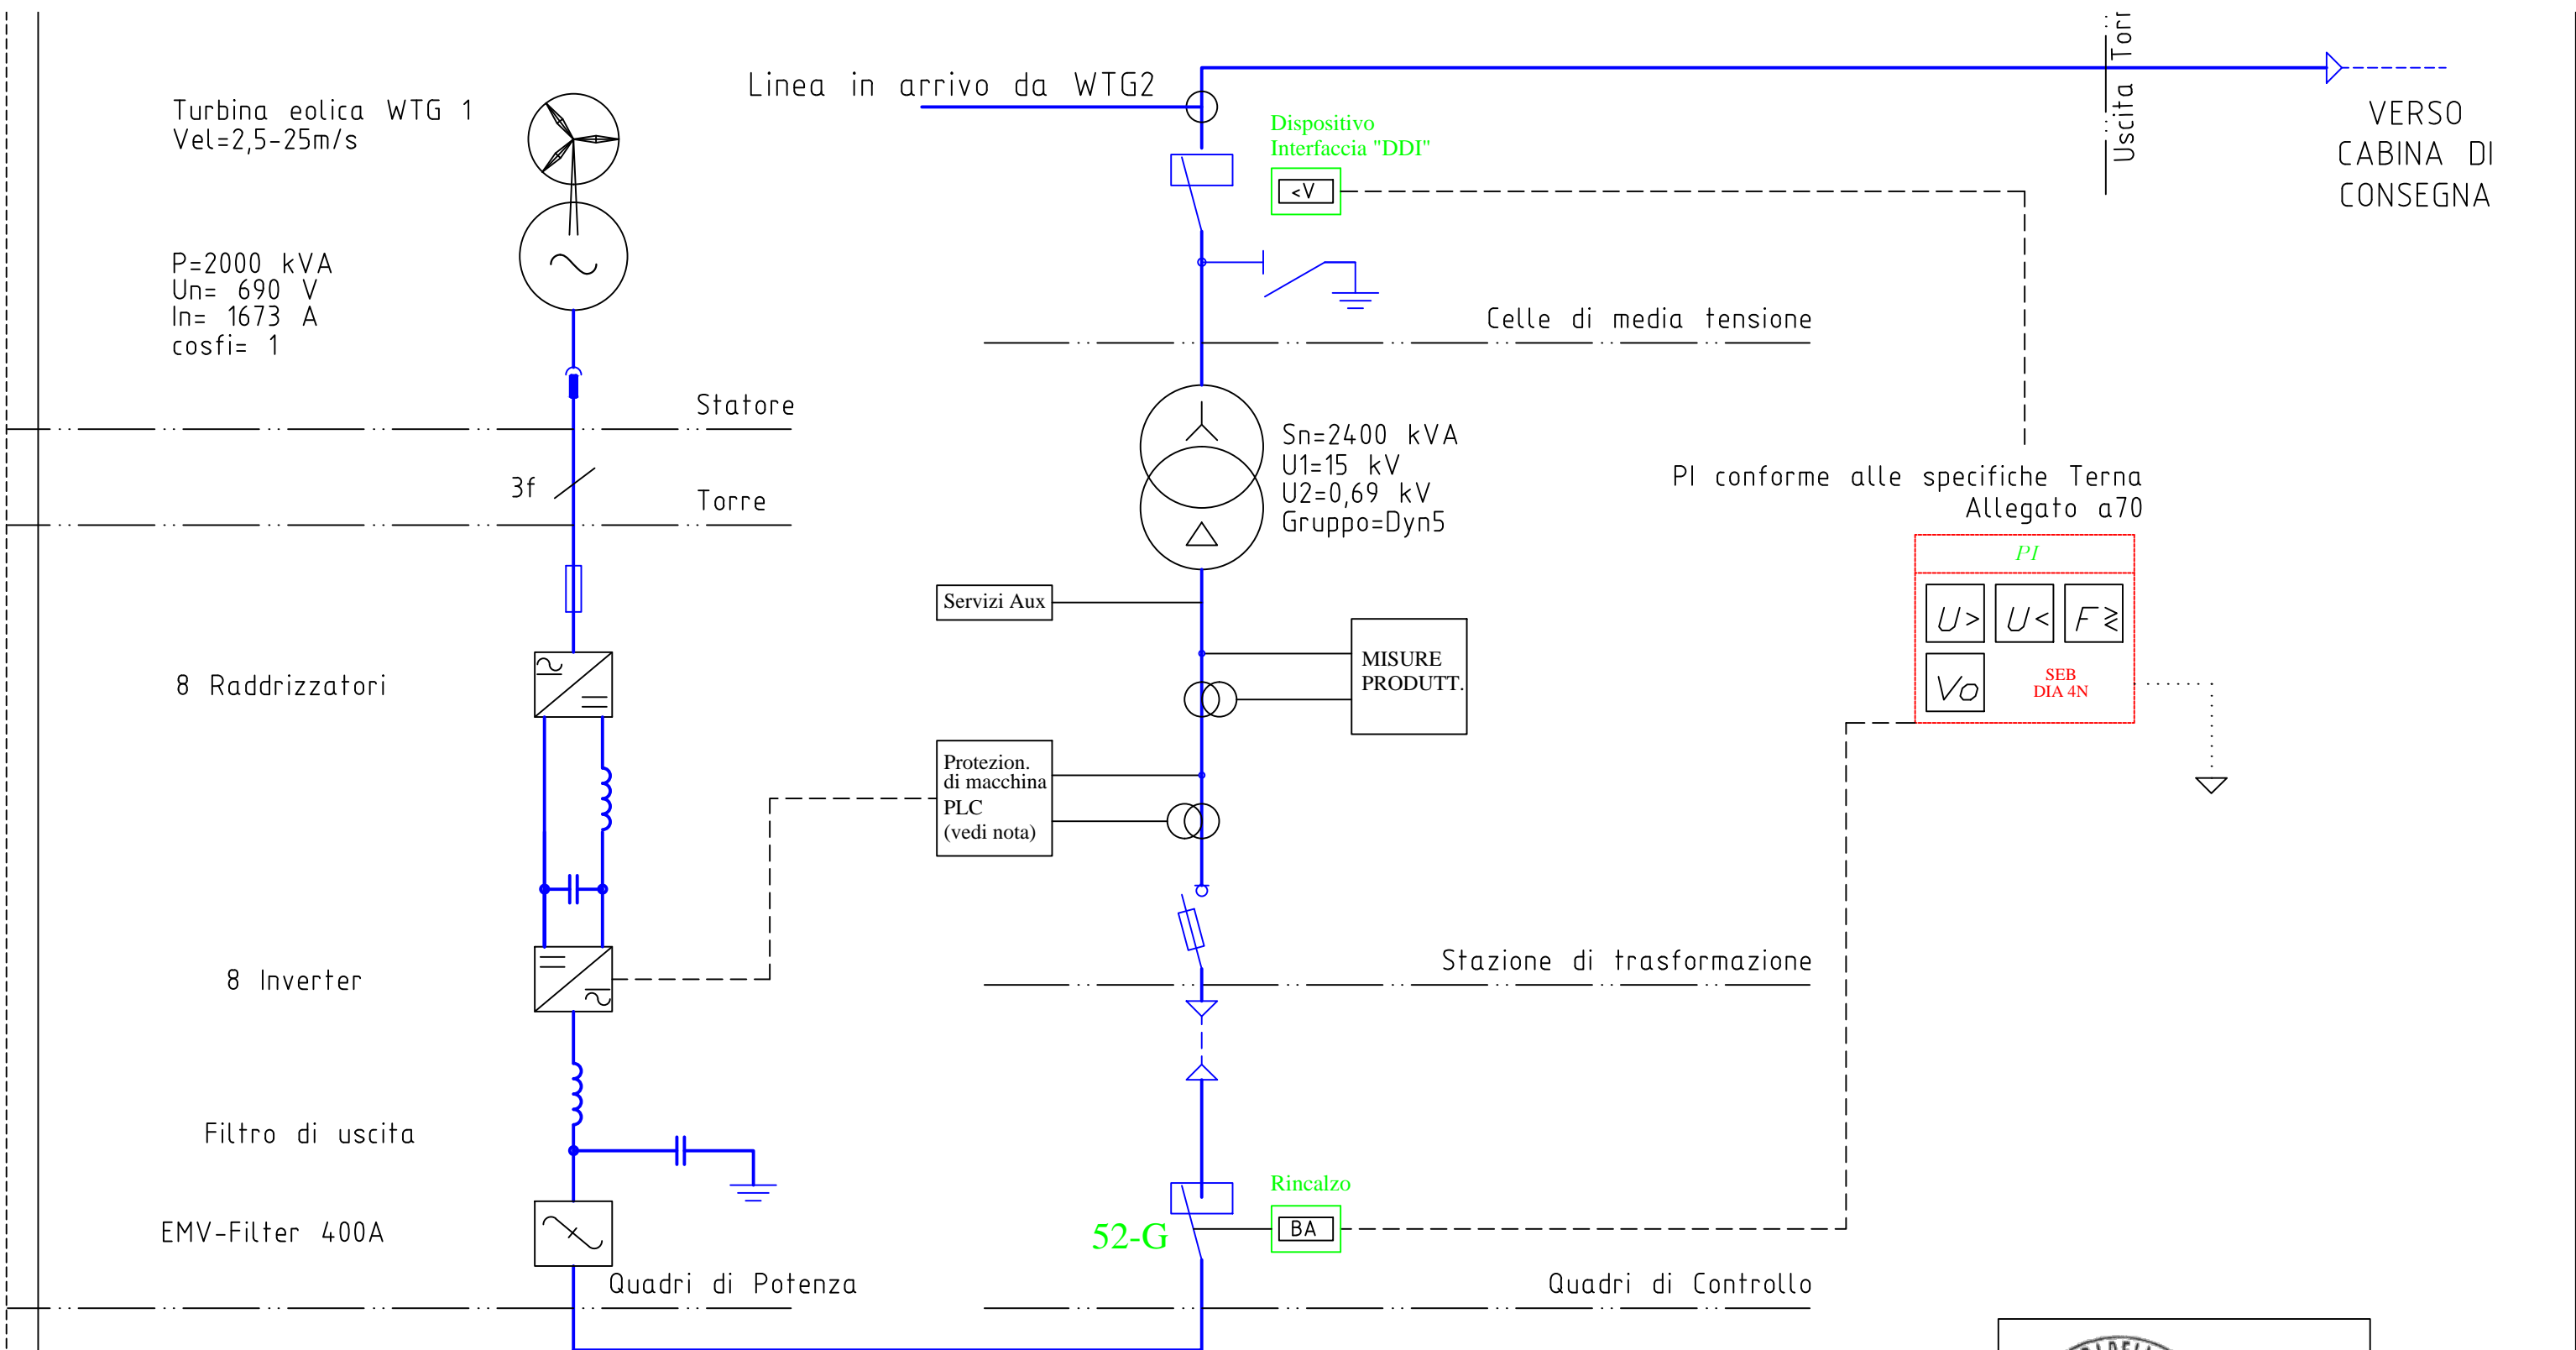 Turbina eolica WTG 1
Vel=2,5-25m/s
P=2000 kVA
Un= 690 V
In= 1673 A
cosfi= 1
Statore
3f
Torre
8 Raddrizzatori
8 Inverter
Filtro di uscita
EMV-Filter 400A
Quadri di Potenza
Linea in arrivo da WTG2
Dispositivo
Interfaccia "DDI"
<V
Celle di media tensione
Sn=2400 kVA
U1=15 kV
U2=0,69 kV
Gruppo=Dyn5
Servizi Aux
MISURE
PRODUTT.
Protezion.
di macchina
PLC
(vedi nota)
Stazione di trasformazione
Rincalzo
52-G
BA
Quadri di Controllo
Uscita Torr
VERSO
CABINA DI
CONSEGNA
PI conforme alle specifiche Terna
Allegato a70
PI
U> U< F≷
Vo
SEB
DIA 4N